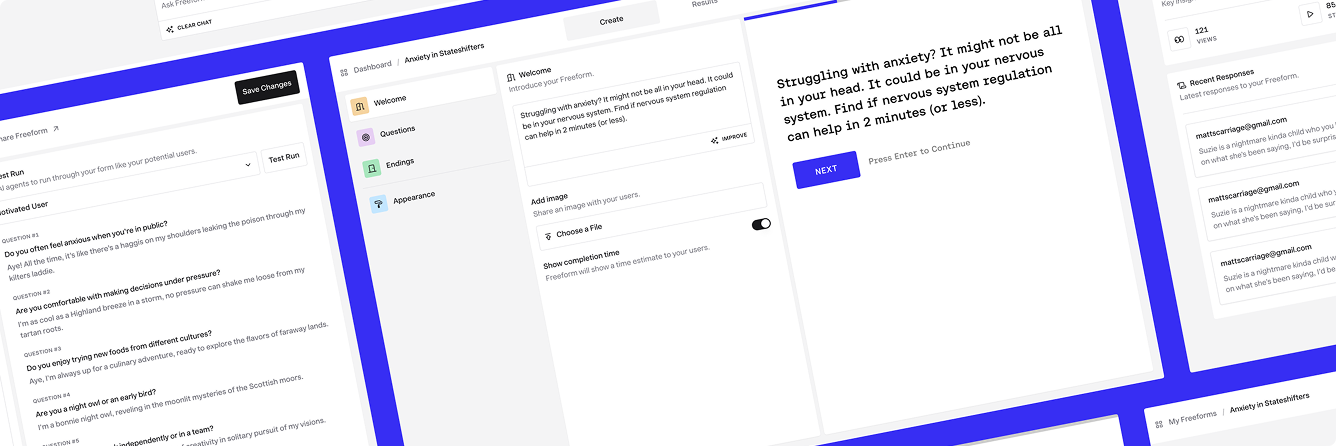 Ask Freeform
CLEAR CHAT
Save Changes
hare Freeform
est Run
AI agents to run through your form like your potential users.
otivated User
Test Run
QUESTION #1
Do you often feel anxious when you're in public?
Aye! All the time, it's like there's a haggis on my shoulders leaking the poison through my
kilters laddie.
QUESTION #2
Are you comfortable with making decisions under pressure?
I'm as cool as a Highland breeze in a storm, no pressure can shake me loose from my
tartan roots.
QUESTION #3
Do you enjoy trying new foods from different cultures?
Aye, I'm always up for a culinary adventure, ready to explore the flavors of faraway lands.
QUESTION #4
Are you a night owl or an early bird?
I'm a bonnie night owl, reveling in the moonlit mysteries of the Scottish moors.
QUESTION #5
k independently or in a team?
creativity in solitary pursuit of my visions.
Dashboard / Anxiety in Stateshifters
Create
Results
Welcome
Questions
Endings
Appearance
Welcome
Introduce your Freeform.
Struggling with anxiety? It might not be all in your head. It could
be in your nervous system. Find if nervous system regulation
can help in 2 minutes (or less).
IMPROVE
Add image
Share an image with your users.
Choose a File
Show completion time
Freeform will show a time estimate to your users.
Struggling with anxiety? It might not be all
in your head. It could be in your nervous
system. Find if nervous system regulation
can help in 2 minutes (or less).
NEXT
Press Enter to Continue
Key
121
VIEWS
85
ST
Recent Responses
Latest responses to your Freeform.
mattscarriage@gmail.com
Suzie is a nightmare kinda child who you
on what she's been saying, I'd be surpris
mattscarriage@gmail.com
Suzie is a nightmare kinda child who yo
on what she's been saying, I'd be sur
mattscarriage@gmail.com
Suzie is a nightmare kinda child
on what she's been saying, I'd be
My Freeforms / Anxiety in Stateshifters